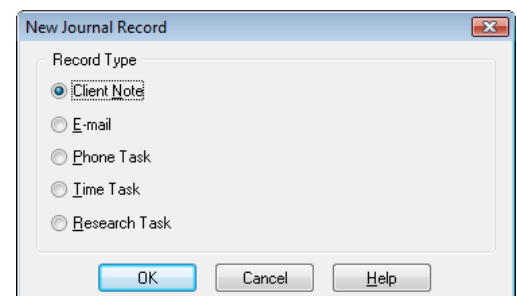 New Journal Record
Record Type
Client Note
E-mail
Phone Task
Time Task
Research Task
OK Cancel Help